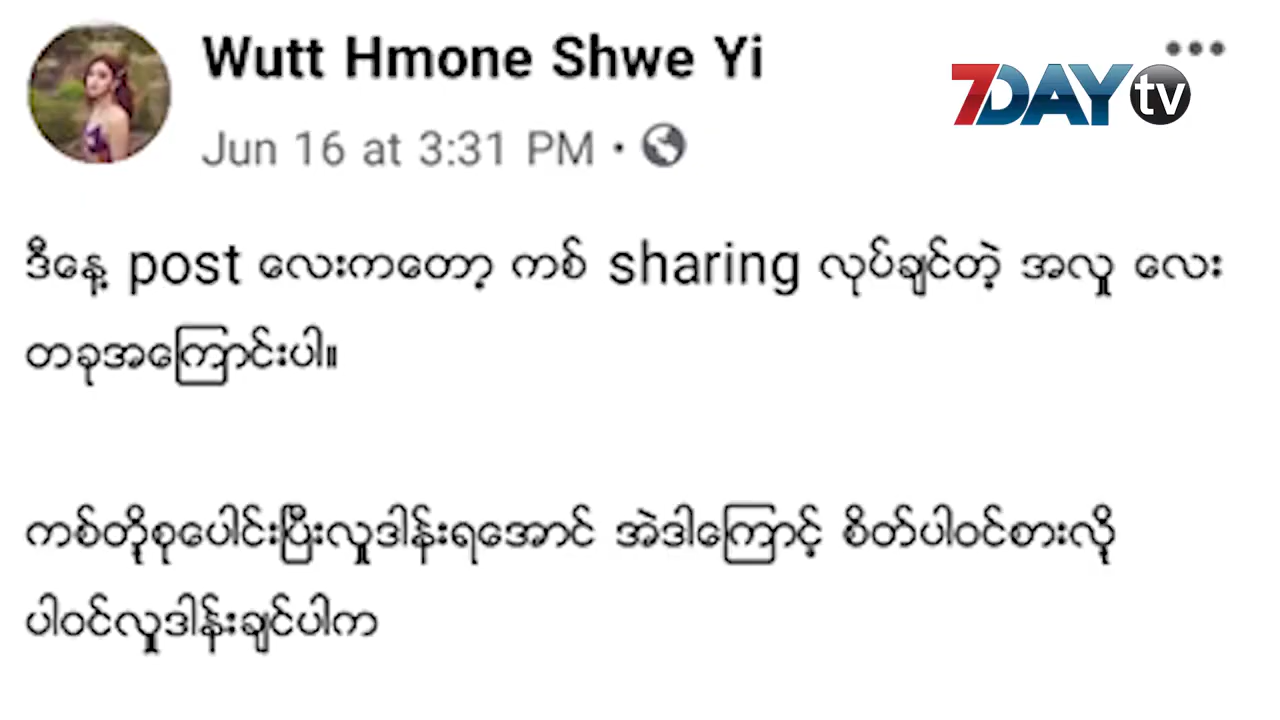 Wutt Hmone Shwe Yi
7DAY tv
Jun 16 at 3:31 PM ·
ဒီနေ့ post လေးကတော့ ကစ် sharing လုပ်ချင်တဲ့ အလှူ လေး
တခုအကြောင်းပါ။
ကစ်တို့စုပေါင်းပြီးလှူဒါန်းရအောင် အဲဒါကြောင့် စိတ်ပါဝင်စားလို့
ပါဝင်လှူဒါန်းချင်ပါက